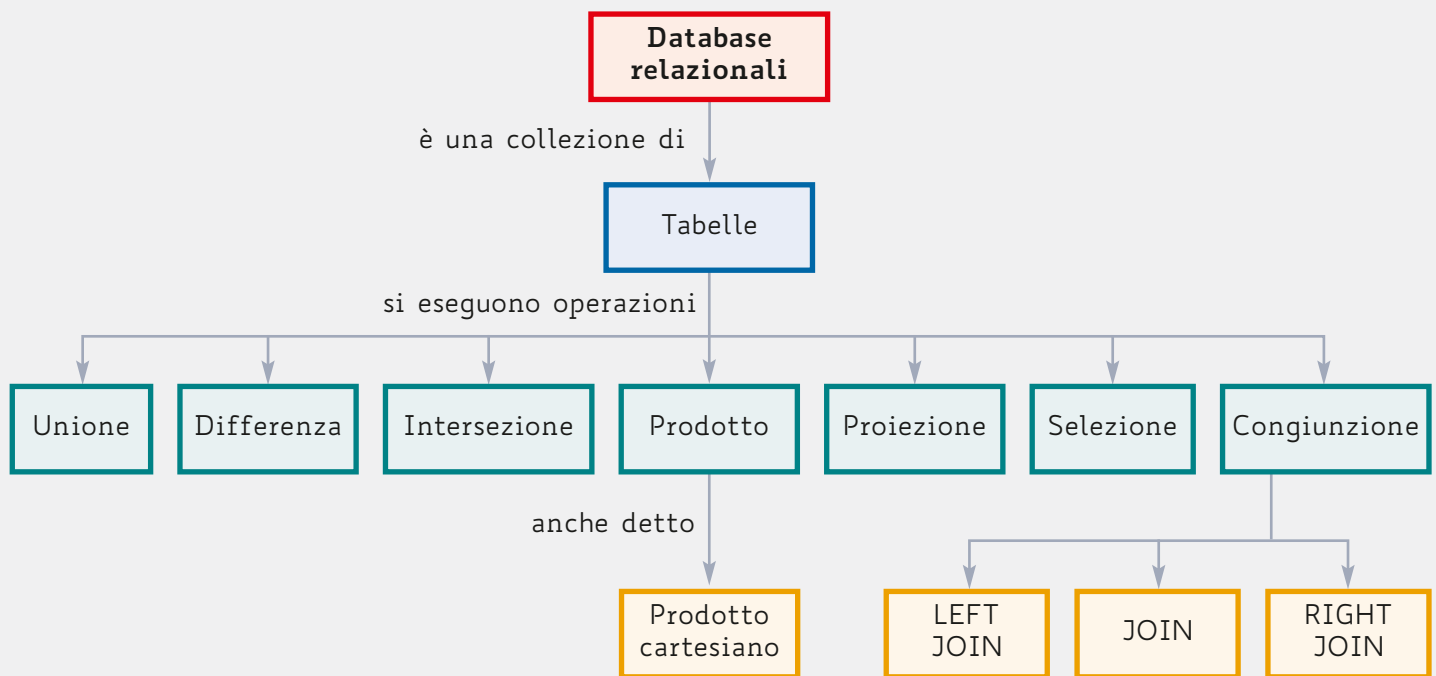 Database
relazionali
è una collezione di
Tabelle
si eseguono operazioni
Unione
Differenza
Intersezione
Prodotto
Proiezione
Selezione
Congiunzione
anche detto
Prodotto
cartesiano
LEFT
JOIN
JOIN
RIGHT
JOIN